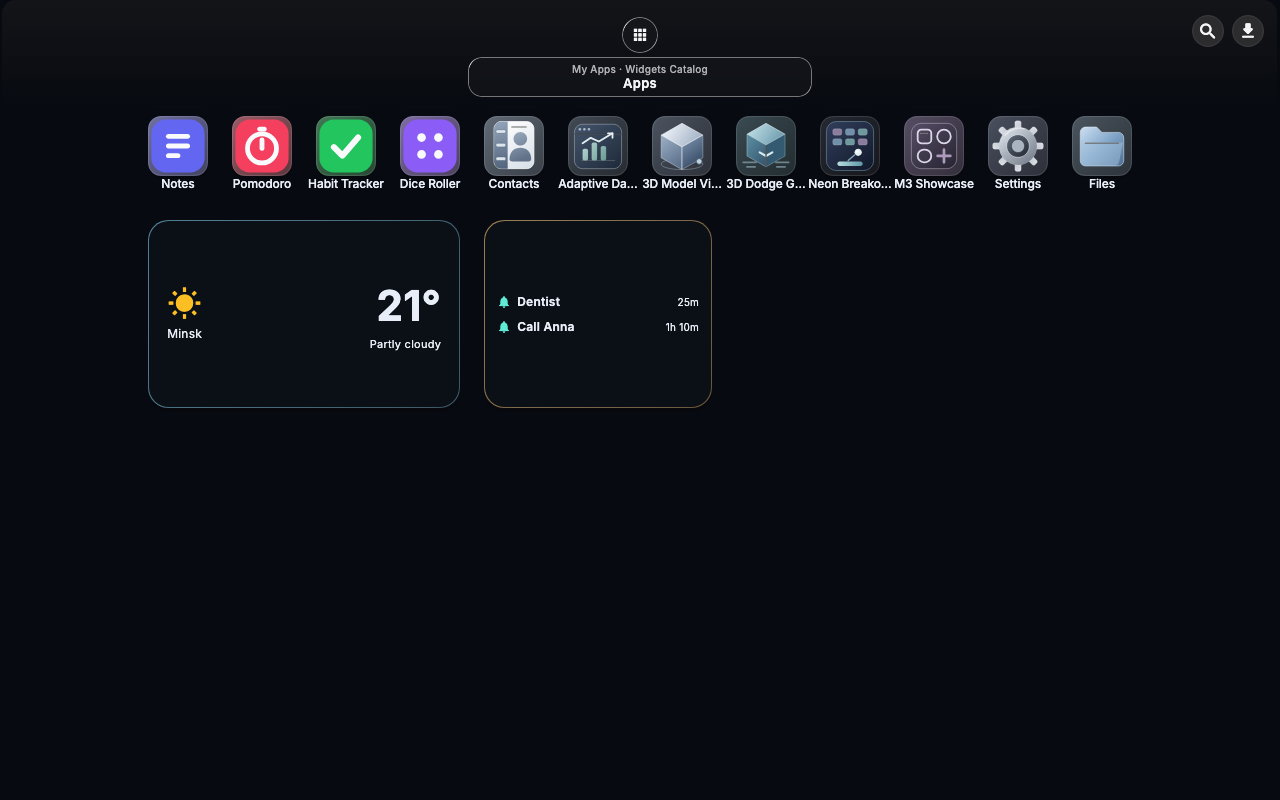 My Apps · Widgets Catalog
Apps
Notes
Pomodoro
Habit Tracker
Dice Roller
Contacts
Adaptive Da...
3D Model Vi...
3D Dodge G...
Neon Breako...
M3 Showcase
Settings
Files
Minsk
21°
Partly cloudy
Dentist 25m
Call Anna 1h 10m